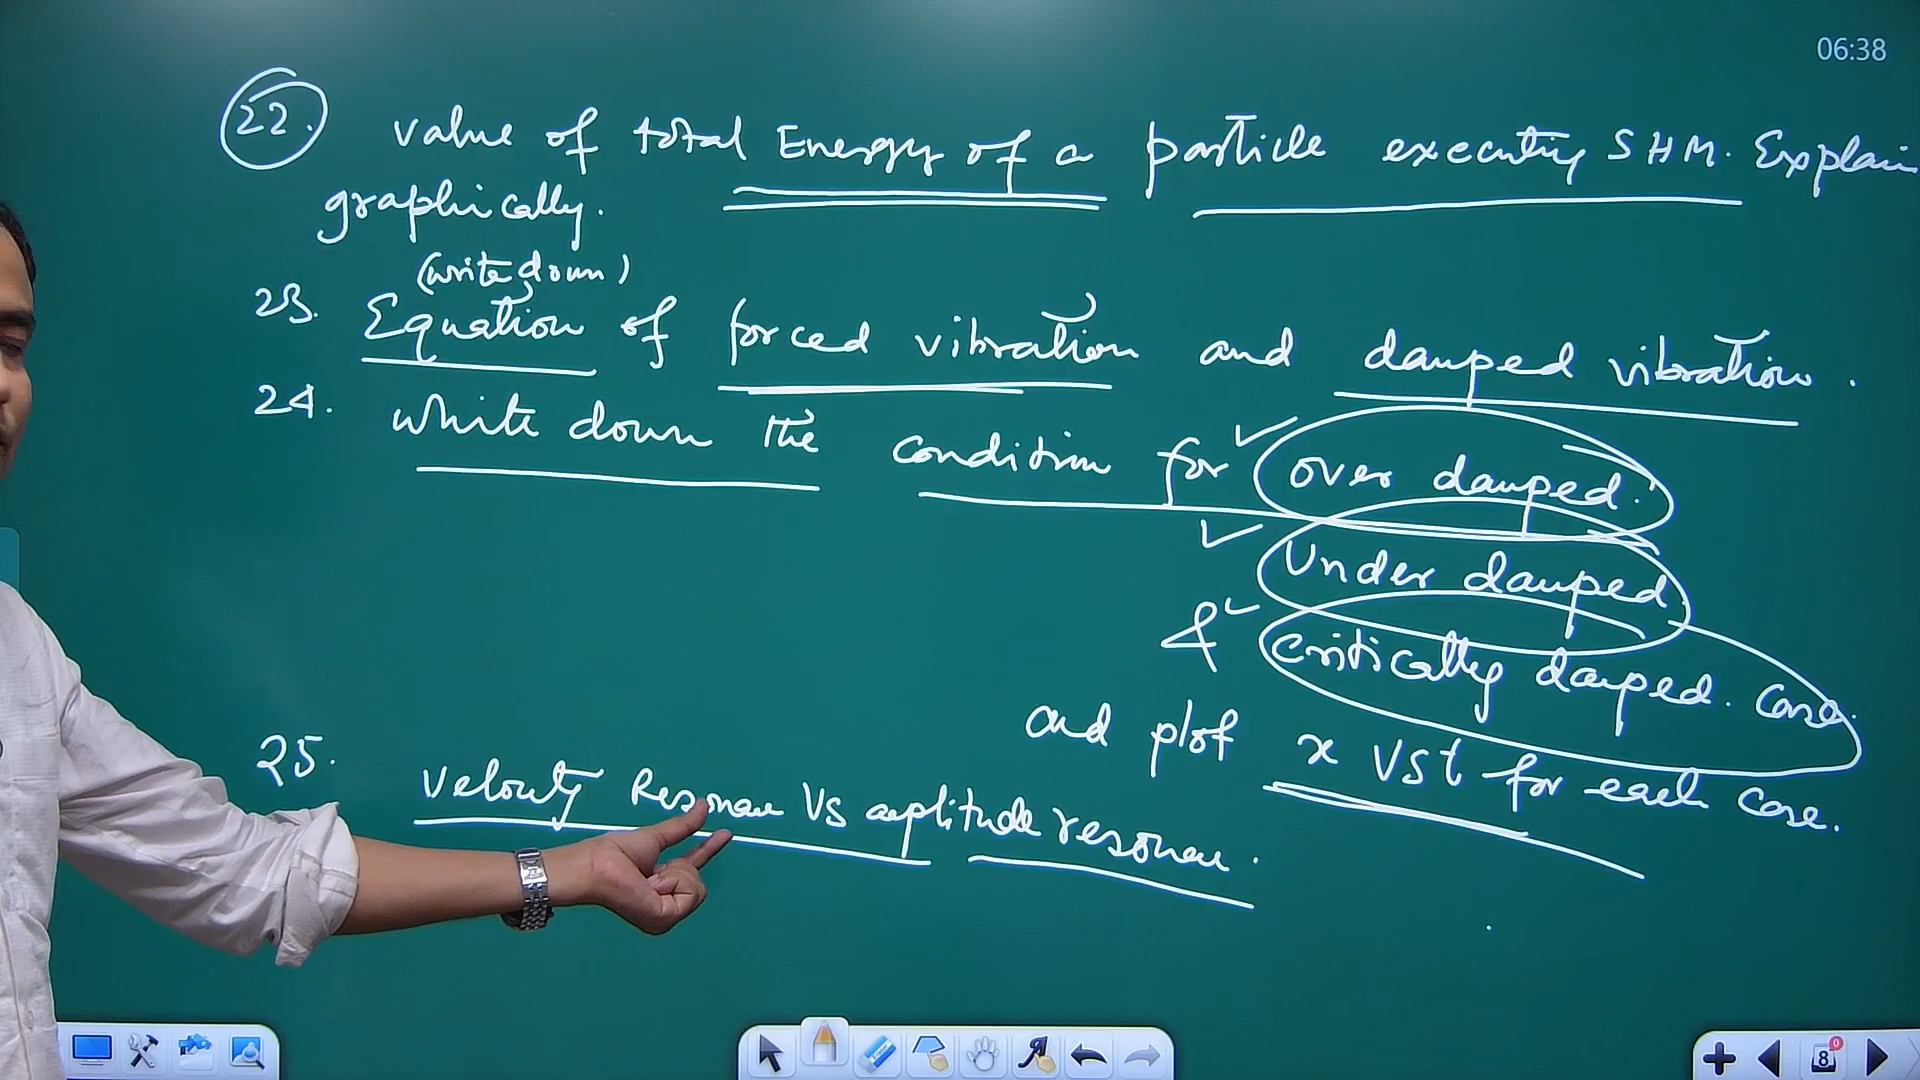 06:38
22. value of total Energy of a particle executing SHM. Explain
graphically.
(write down)
23. Equation of forced vibration and damped vibration.
24. write down the condition for over damped.
under damped.
& critically damped. case.
and plot x vs t for each case.
25. velocity Resonance Vs amplitude resonance.
8
0